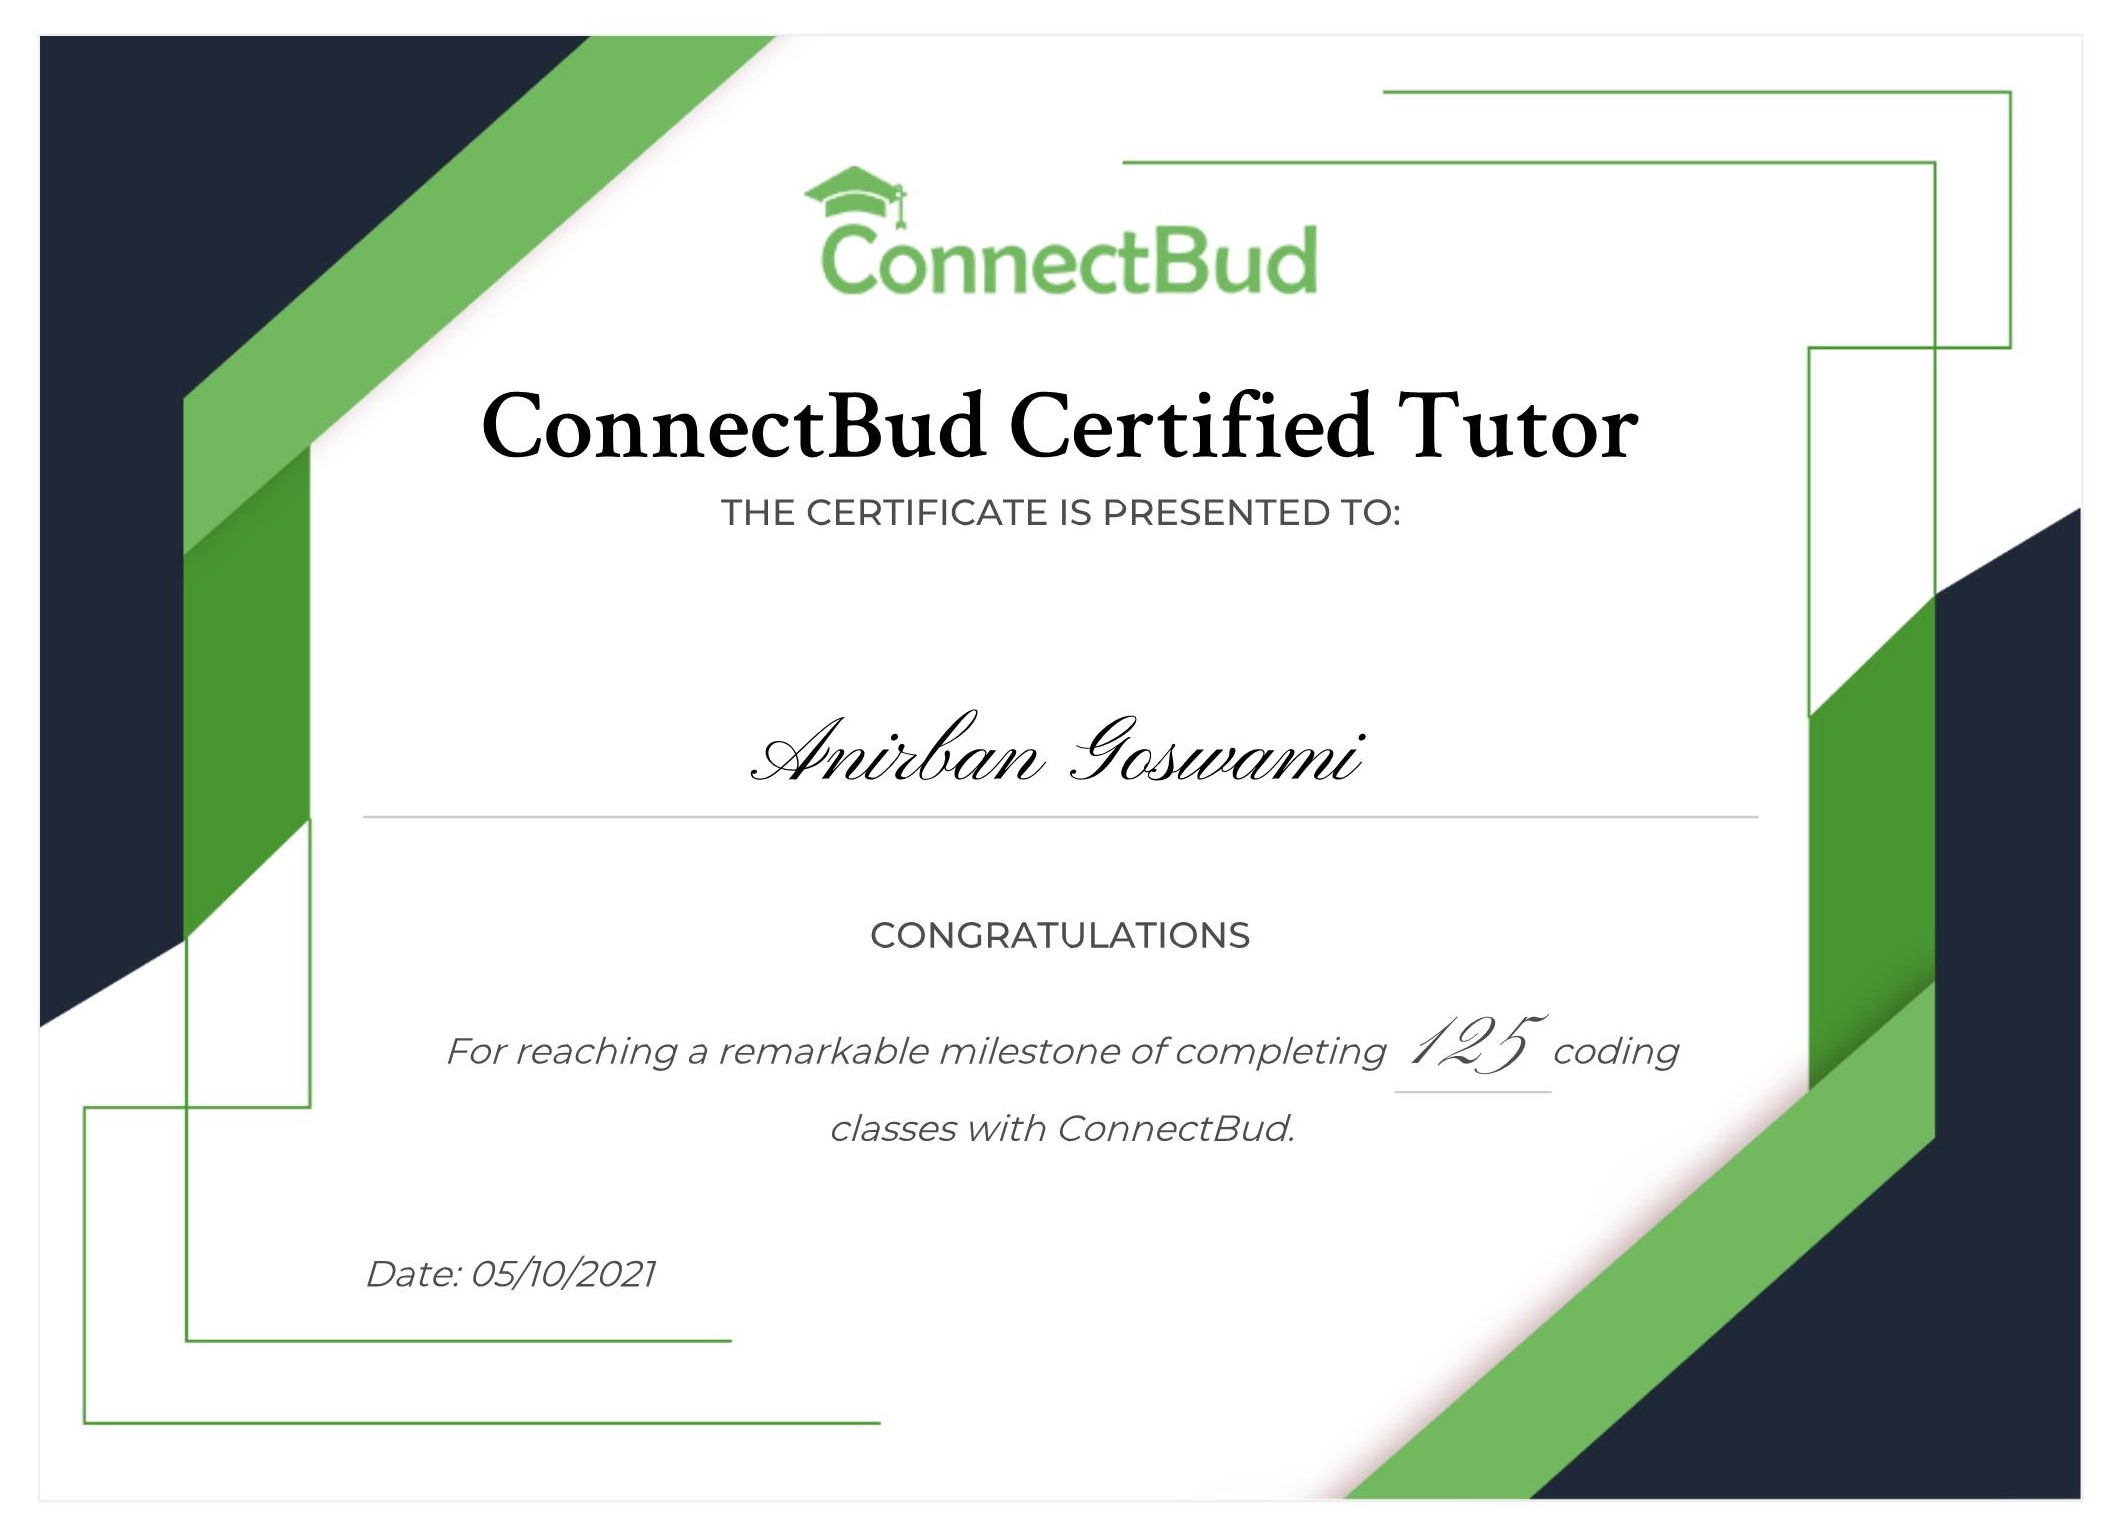 ConnectBud
ConnectBud Certified Tutor
THE CERTIFICATE IS PRESENTED TO:
Anirban Goswami
CONGRATULATIONS
For reaching a remarkable milestone of completing 125 coding
classes with ConnectBud.
Date: 05/10/2021